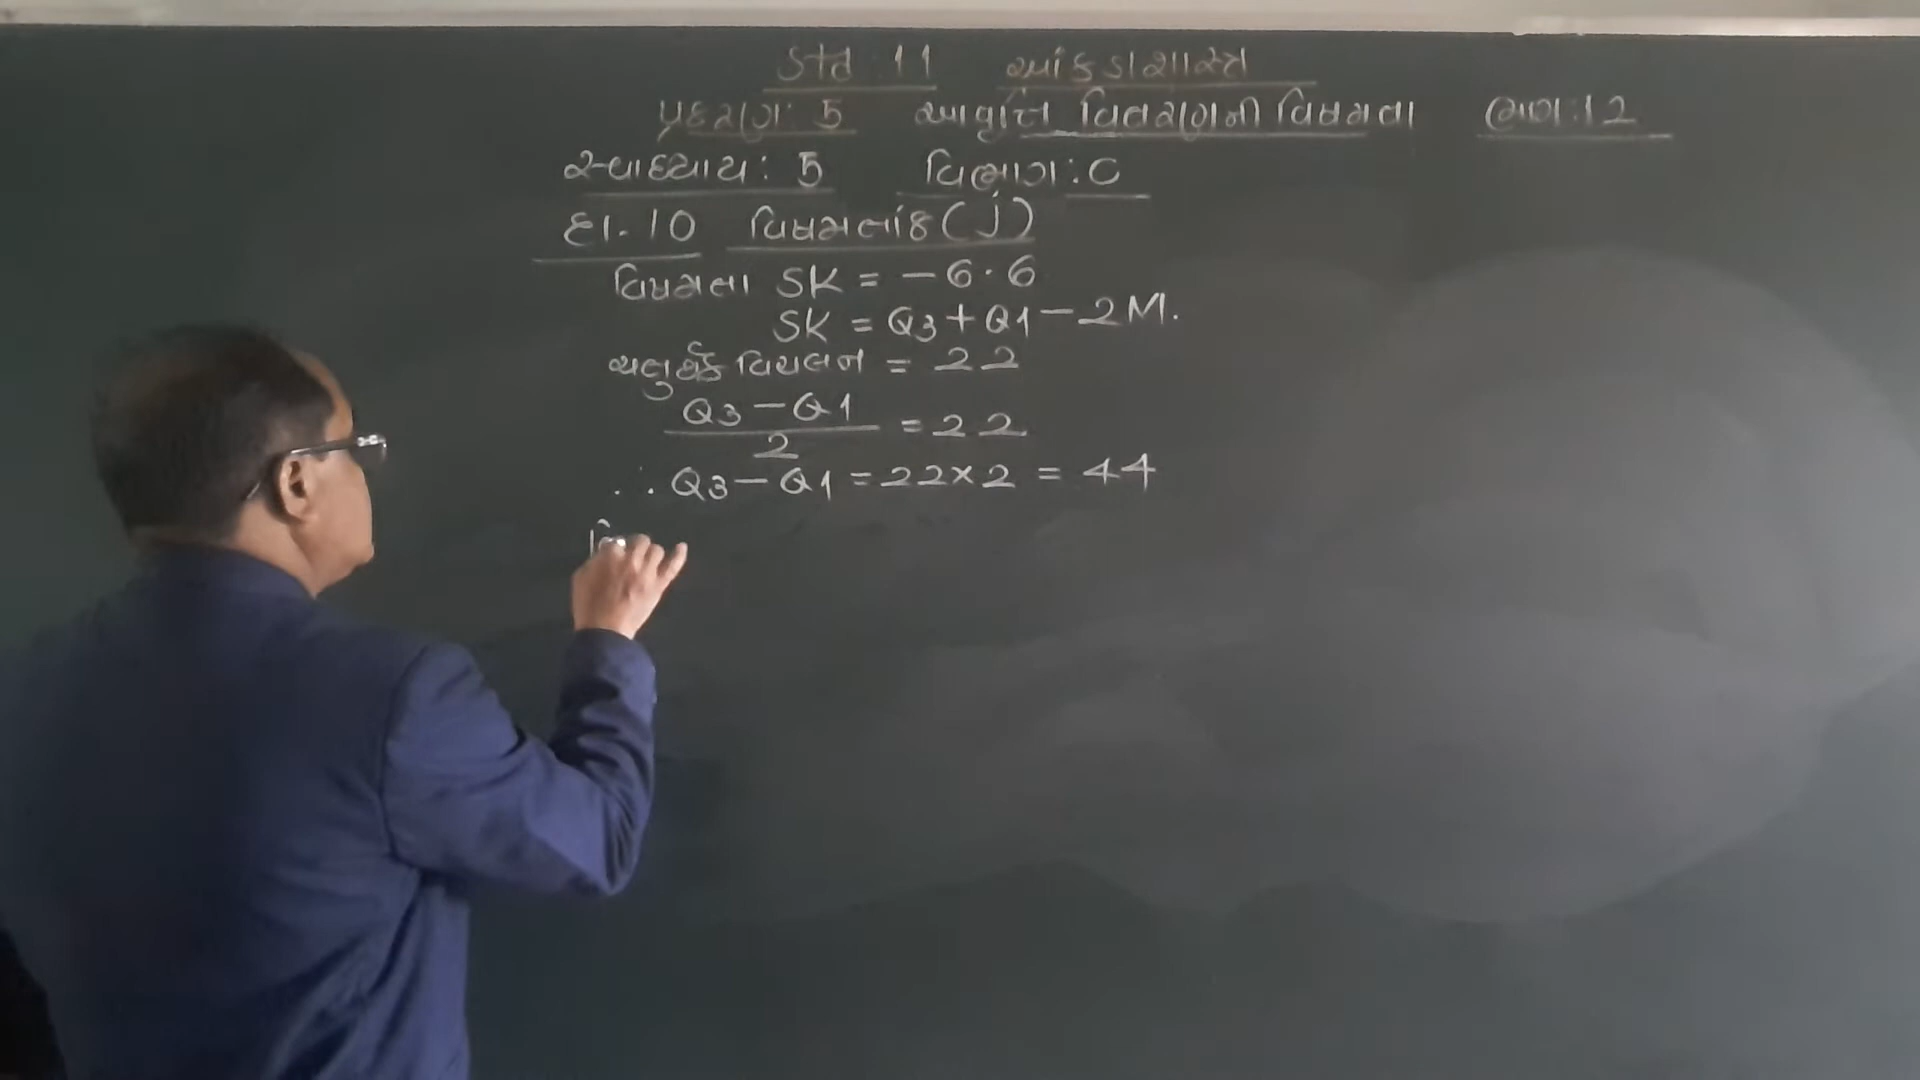 Std : 11 આંકડાશાસ્ત્ર
પ્રકરણ: 5 આવૃત્તિ વિતરણની વિષમતા ભાગ:12
સ્વાધ્યાય: 5 વિભાગ: C
દા. 10 વિષમતાંક (j)
વિષમતા SK = -6.6
SK = Q3 + Q1 - 2M.
ચતુર્થક વિચલન = 22
Q3 - Q1
2
= 22
∴ Q3 - Q1 = 22 × 2 = 44